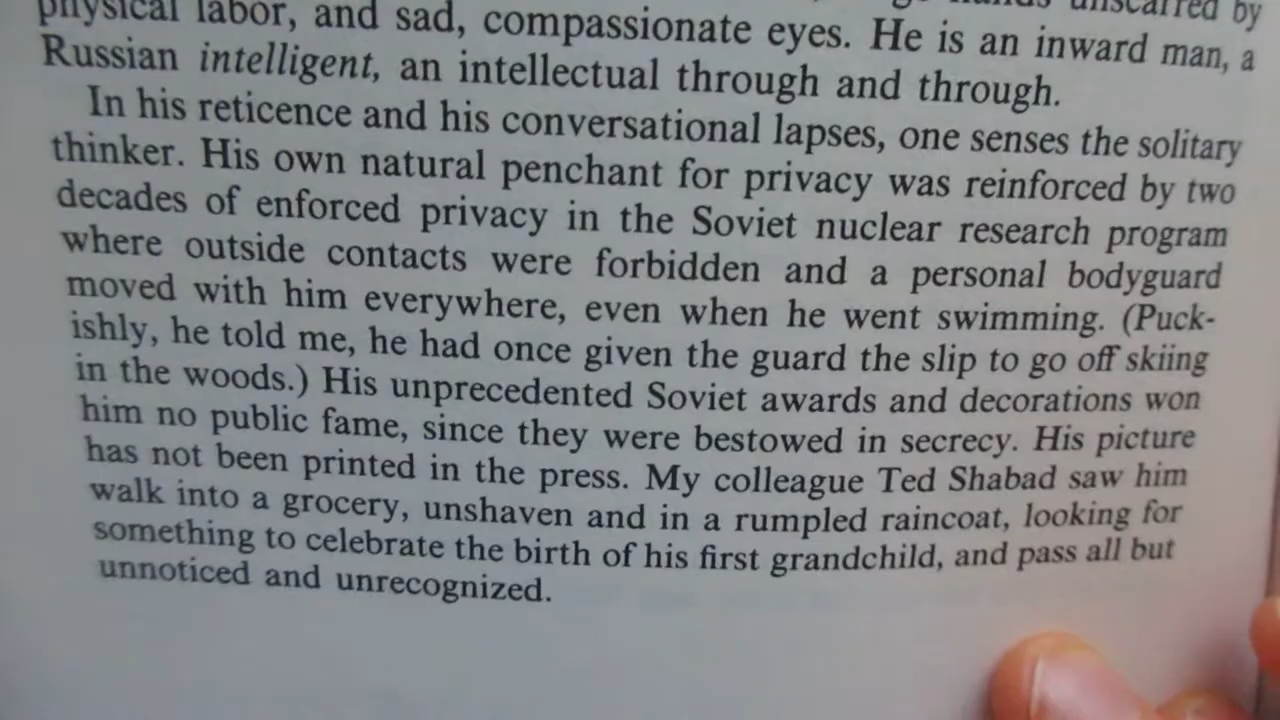 physical labor, and sad, compassionate eyes. He is an inward man, a
Russian intelligent, an intellectual through and through.
In his reticence and his conversational lapses, one senses the solitary
thinker. His own natural penchant for privacy was reinforced by two
decades of enforced privacy in the Soviet nuclear research program
where outside contacts were forbidden and a personal bodyguard
moved with him everywhere, even when he went swimming. (Puck-
ishly, he told me, he had once given the guard the slip to go off skiing
in the woods.) His unprecedented Soviet awards and decorations won
him no public fame, since they were bestowed in secrecy. His picture
has not been printed in the press. My colleague Ted Shabad saw him
walk into a grocery, unshaven and in a rumpled raincoat, looking for
something to celebrate the birth of his first grandchild, and pass all but
unnoticed and unrecognized.